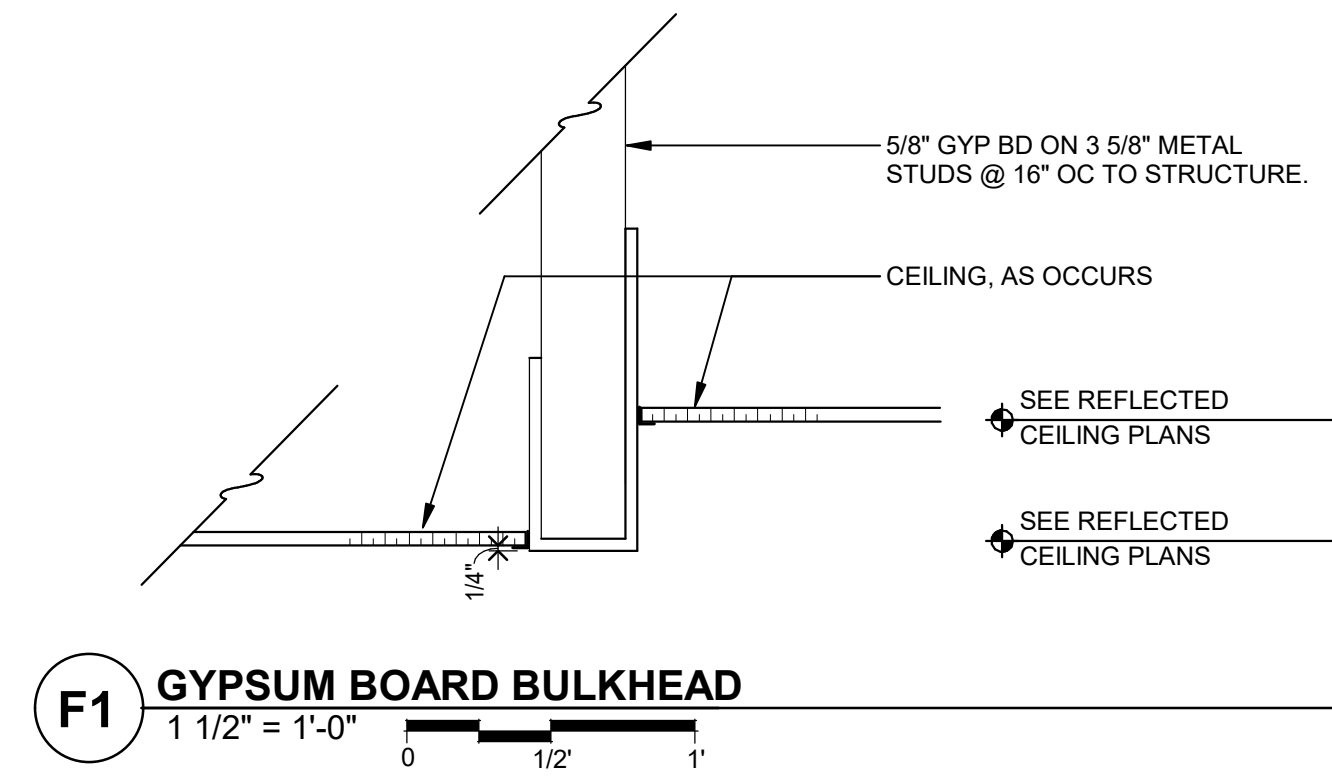 5/8" GYP BD ON 3 5/8" METAL
STUDS @ 16" OC TO STRUCTURE.
CEILING, AS OCCURS
SEE REFLECTED
CEILING PLANS
SEE REFLECTED
CEILING PLANS
1/4"
F1
GYPSUM BOARD BULKHEAD
1 1/2" = 1'-0"
0 1/2' 1'